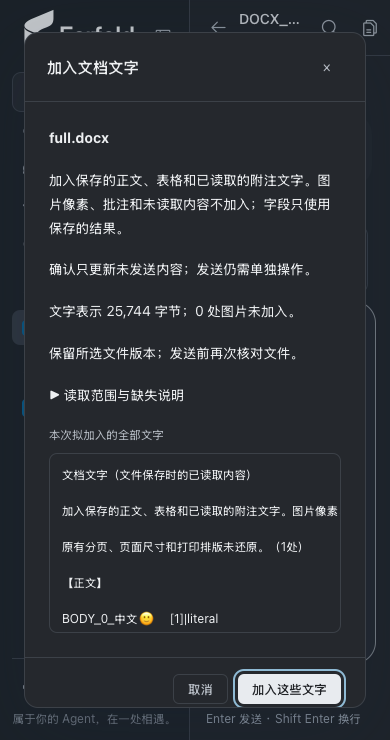 DOCX_...
加入文档文字
×
full.docx
加入保存的正文、表格和已读取的附注文字。图
片像素、批注和未读取内容不加入；字段只使用
保存的结果。
确认只更新未发送内容；发送仍需单独操作。
文字表示 25,744 字节；0 处图片未加入。
保留所选文件版本；发送前再次核对文件。
▶ 读取范围与缺失说明
本次拟加入的全部文字
文档文字（文件保存时的已读取内容）
加入保存的正文、表格和已读取的附注文字。图片像素
原有分页、页面尺寸和打印排版未还原。（1处）
【正文】
BODY_0_中文🙂 [1]|literal
取消
加入这些文字
属于你的 Agent，在一处相遇。
Enter 发送 · Shift Enter 换行